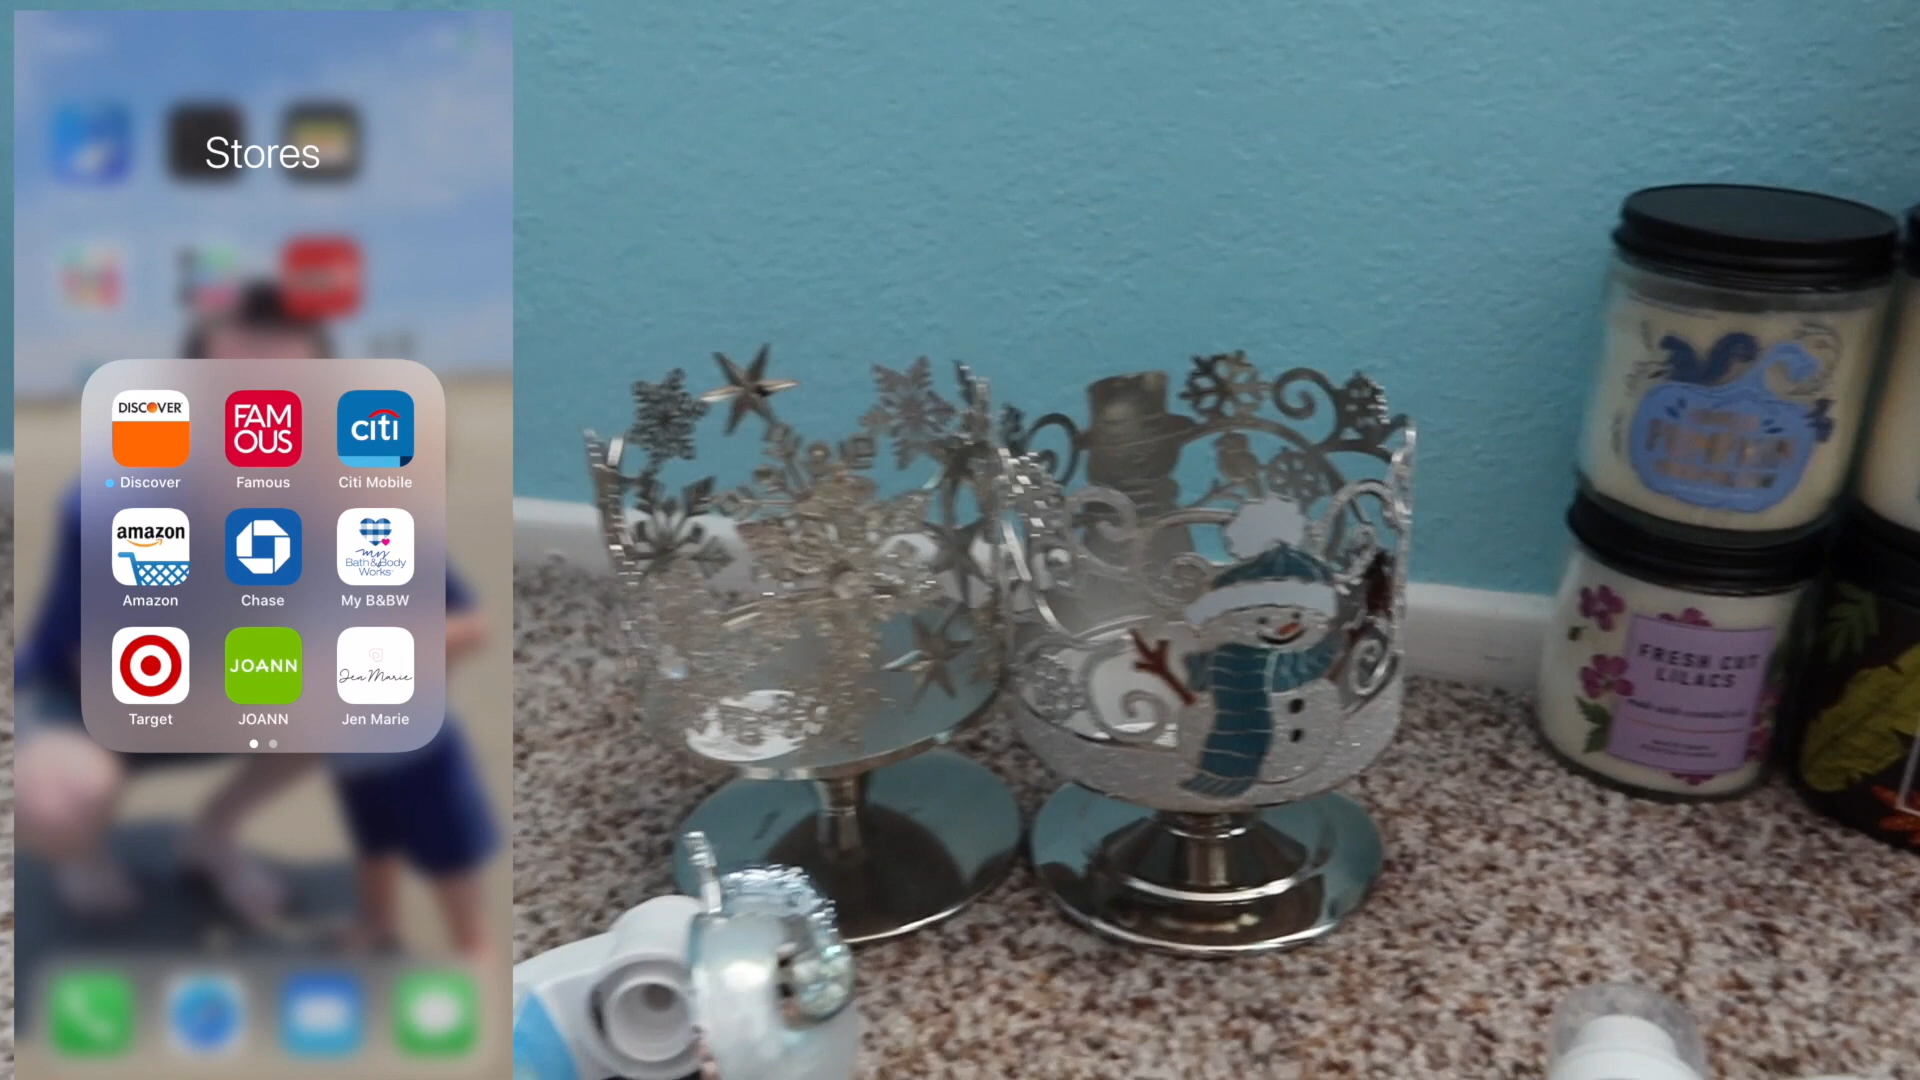 Stores
DISCOVER
FAM
OUS
citi
Discover
Famous
Citi Mobile
amazon
my
Bath & Body
Works
Amazon
Chase
My B&BW
JOANN
Jen Marie
Target
JOANN
Jen Marie
PUMPKIN
FRESH CUT
LILACS